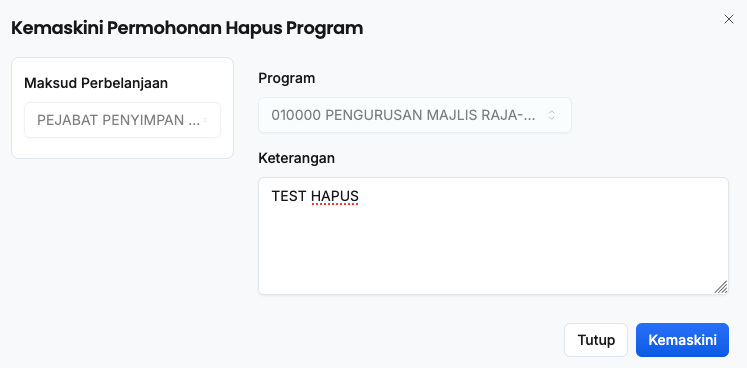 Kemaskini Permohonan Hapus Program
Maksud Perbelanjaan
PEJABAT PENYIMPAN ...
Program
010000 PENGURUSAN MAJLIS RAJA-...
Keterangan
TEST HAPUS
Tutup
Kemaskini